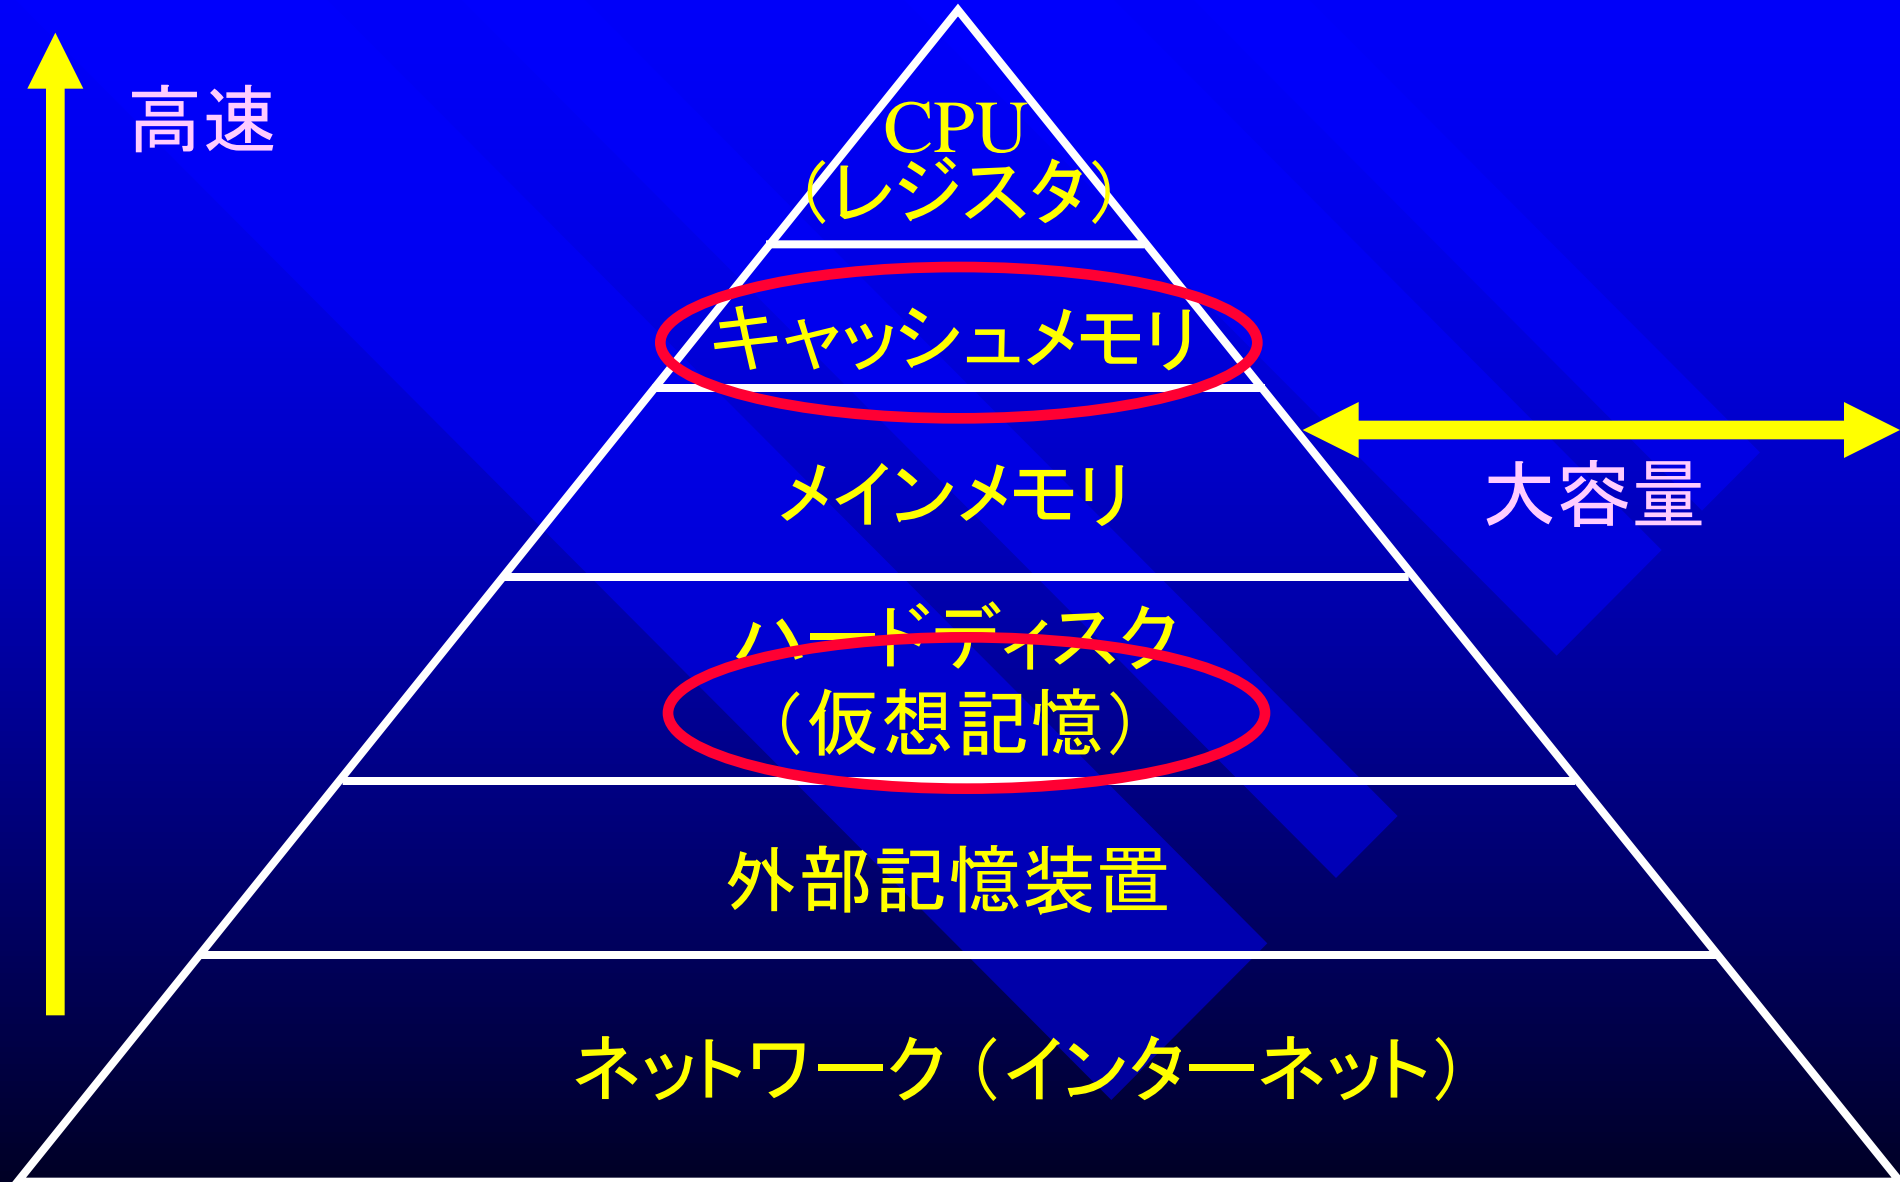 高速
CPU
（レジスタ）
キャッシュメモリ
メインメモリ
大容量
ハードディスク
（仮想記憶）
外部記憶装置
ネットワーク（インターネット）